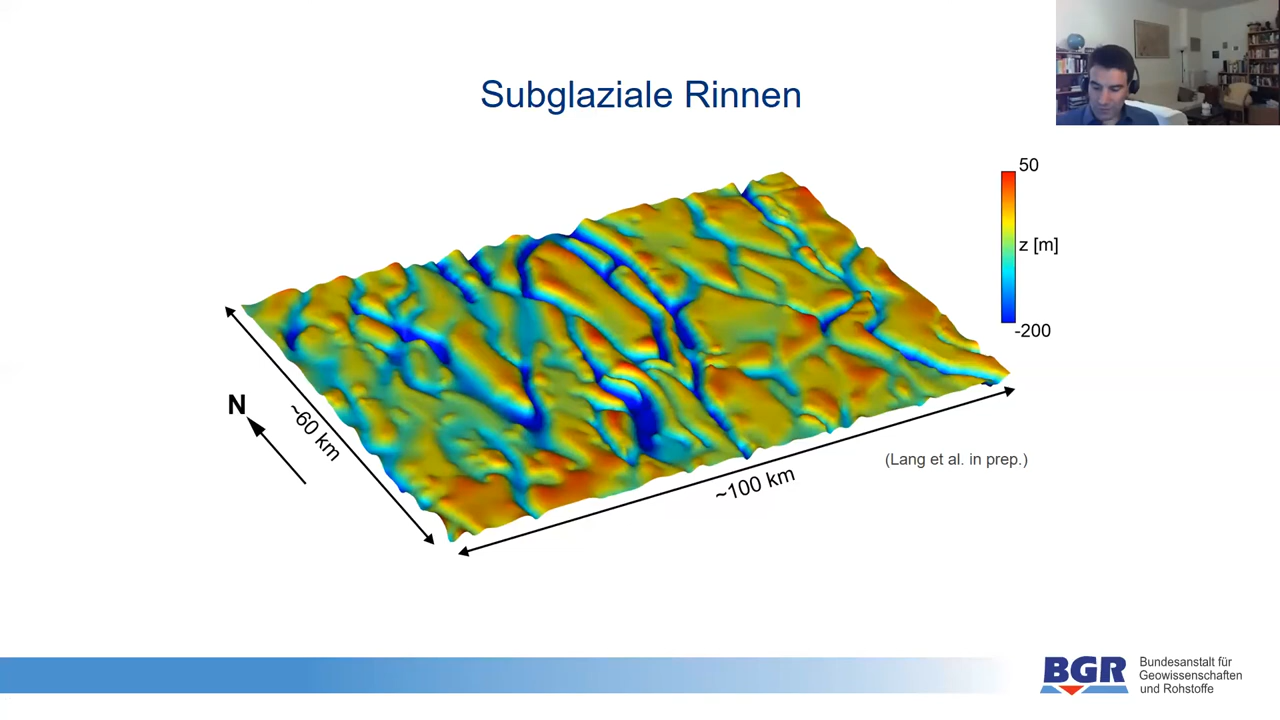 Subglaziale Rinnen
50
z [m]
-200
N
~60 km
~100 km
(Lang et al. in prep.)
BGR
Bundesanstalt für
Geowissenschaften
und Rohstoffe